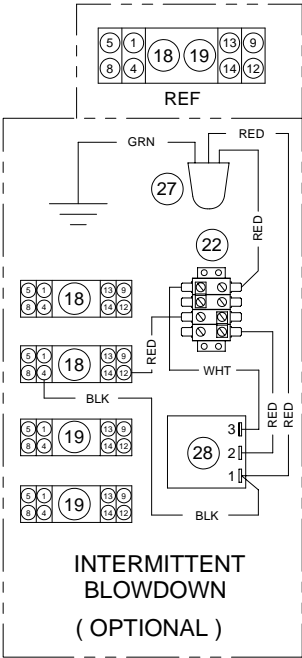 5 1 18 19 13 9
8 4 14 12
REF
GRN
RED
27
RED
22
5 1 18 13 9
8 4 14 12
RED
5 1 18 13 9
8 4 14 12
WHT
BLK
RED
RED
5 1 19 13 9
8 4 14 12
28
3
2
1
5 1 19 13 9
8 4 14 12
BLK
INTERMITTENT
BLOWDOWN
( OPTIONAL )